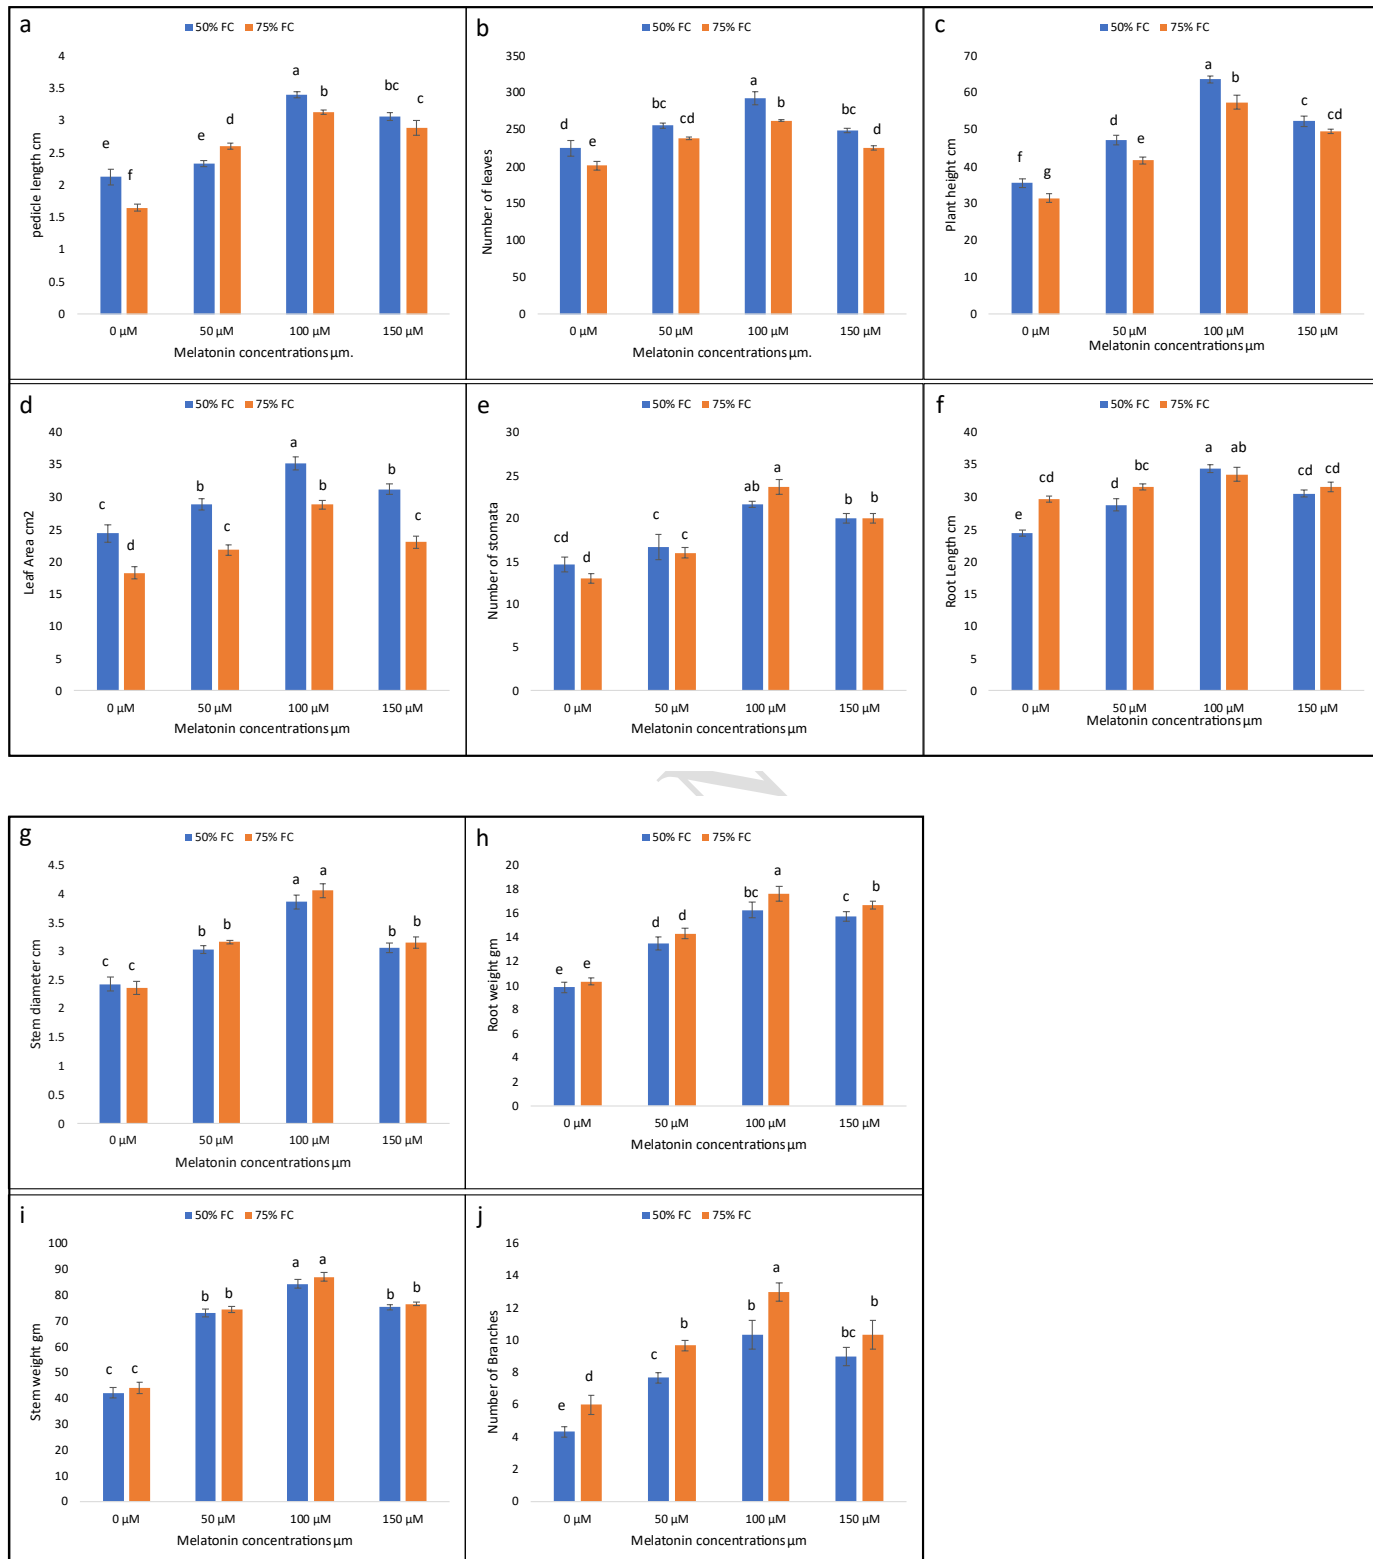 a
50% FC 75% FC
4
3.5
3
2.5
2
1.5
1
0.5
0
pedicle length cm
e f e d a b bc c
0 µM 50 µM 100 µM 150 µM
Melatonin concentrations µm.
b
50% FC 75% FC
350
300
250
200
150
100
50
0
Number of leaves
d e bc cd a b bc d
0 µM 50 µM 100 µM 150 µM
Melatonin concentrations µm.
c
50% FC 75% FC
70
60
50
40
30
20
10
0
Plant height cm
f g d e a b c cd
0 µM 50 µM 100 µM 150 µM
Melatonin concentrations µm
d
50% FC 75% FC
40
35
30
25
20
15
10
5
0
Leaf Area cm2
c d b c a b b c
0 µM 50 µM 100 µM 150 µM
Melatonin concentrations µm
e
50% FC 75% FC
30
25
20
15
10
5
0
Number of stomata
cd d c c ab a b b
0 µM 50 µM 100 µM 150 µM
Melatonin concentrations µm
f
50% FC 75% FC
40
35
30
25
20
15
10
5
0
Root Length cm
e cd d bc a ab cd cd
0 µM 50 µM 100 µM 150 µM
Melatonin concentrations µm
g
50% FC 75% FC
4.5
4
3.5
3
2.5
2
1.5
1
0.5
0
Stem diameter cm
c c b b a a b b
0 µM 50 µM 100 µM 150 µM
Melatonin concentrations µm
h
50% FC 75% FC
20
18
16
14
12
10
8
6
4
2
0
Root weight gm
e e d d bc a c b
0 µM 50 µM 100 µM 150 µM
Melatonin concentrations µm
i
50% FC 75% FC
100
90
80
70
60
50
40
30
20
10
0
Stem weight gm
c c b b a a b b
0 µM 50 µM 100 µM 150 µM
Melatonin concentrations µm
j
50% FC 75% FC
16
14
12
10
8
6
4
2
0
Number of Branches
e d c b b a bc b
0 µM 50 µM 100 µM 150 µM
Melatonin concentrations µm